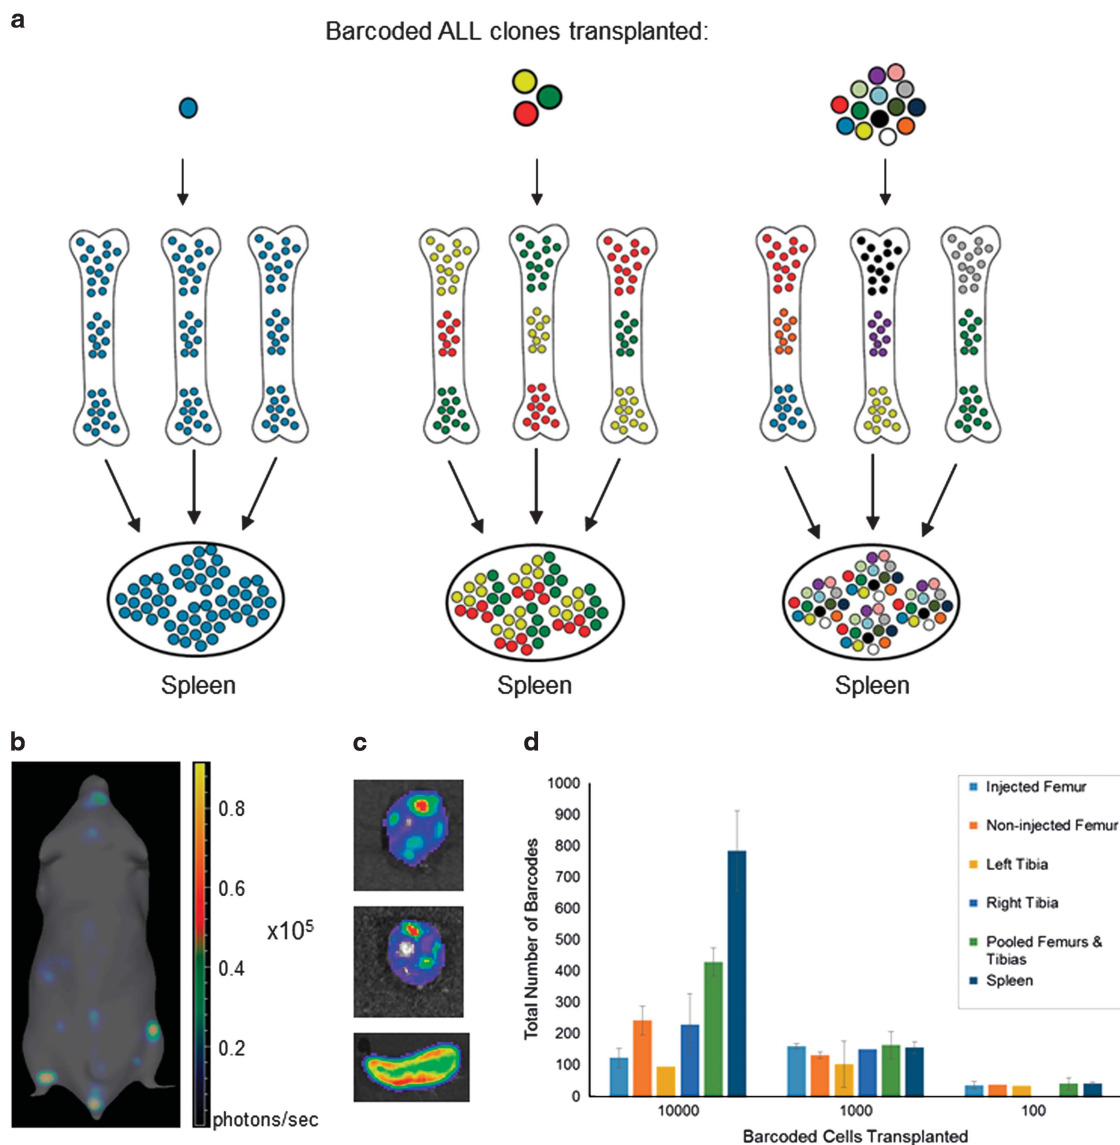 a
Barcoded ALL clones transplanted:
Spleen
Spleen
Spleen
b
0.8
0.6
x10⁵
0.4
0.2
photons/sec
c
d
Total Number of Barcodes
1000
900
800
700
600
500
400
300
200
100
0
10000
1000
100
Barcoded Cells Transplanted
Injected Femur
Non-injected Femur
Left Tibia
Right Tibia
Pooled Femurs &
Tibias
Spleen